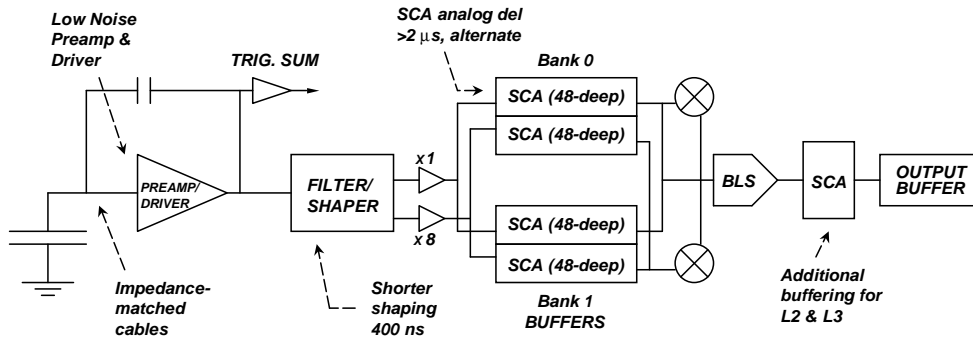 Low Noise
Preamp &
Driver
TRIG. SUM
SCA analog del
>2 μs, alternate
Bank 0
SCA (48-deep)
SCA (48-deep)
x1
PREAMP/
DRIVER
FILTER/
SHAPER
x8
BLS
SCA
OUTPUT
BUFFER
SCA (48-deep)
SCA (48-deep)
Bank 1
BUFFERS
Impedance-
matched
cables
Shorter
shaping
400 ns
Additional
buffering for
L2 & L3